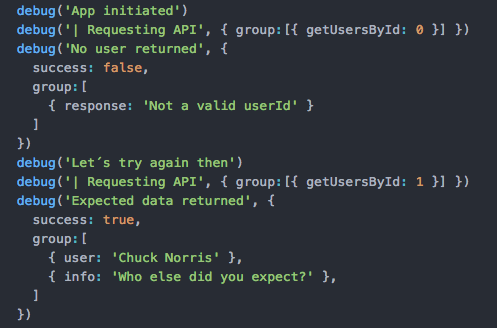 debug('App initiated')
debug('| Requesting API', { group:[{ getUsersById: 0 }] })
debug('No user returned', {
  success: false,
  group:[
    { response: 'Not a valid userId' }
  ]
})
debug('Let´s try again then')
debug('| Requesting API', { group:[{ getUsersById: 1 }] })
debug('Expected data returned', {
  success: true,
  group:[
    { user: 'Chuck Norris' },
    { info: 'Who else did you expect?' },
  ]
})